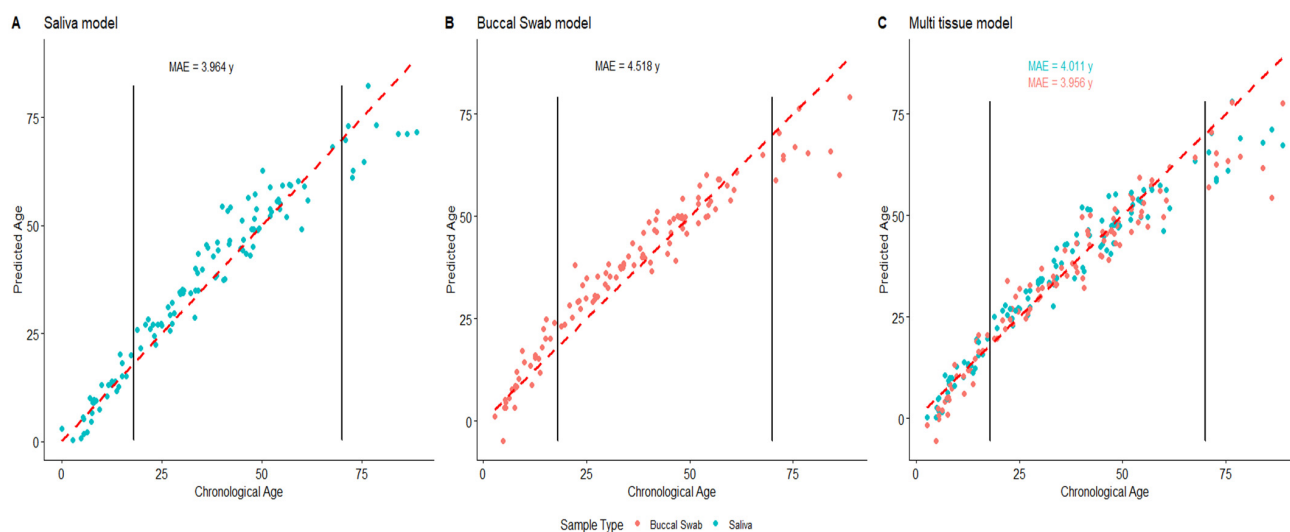 A Saliva model
MAE = 3.964 y
Predicted Age
75
50
25
0
0 25 50 75
Chronological Age
B Buccal Swab model
MAE = 4.518 y
Predicted Age
75
50
25
0
0 25 50 75
Chronological Age
C Multi tissue model
MAE = 4.011 y
MAE = 3.956 y
Predicted Age
75
50
25
0
0 25 50 75
Chronological Age
Sample Type Buccal Swab Saliva